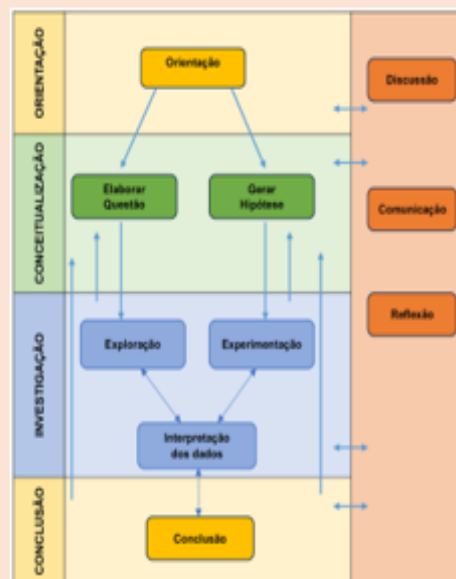 ORIENTAÇÃO
Orientação
Discussão
CONCEITUALIZAÇÃO
Elaborar
Questão
Gerar
Hipótese
Comunicação
Reflexão
INVESTIGAÇÃO
Exploração
Experimentação
Interpretação
dos dados
CONCLUSÃO
Conclusão